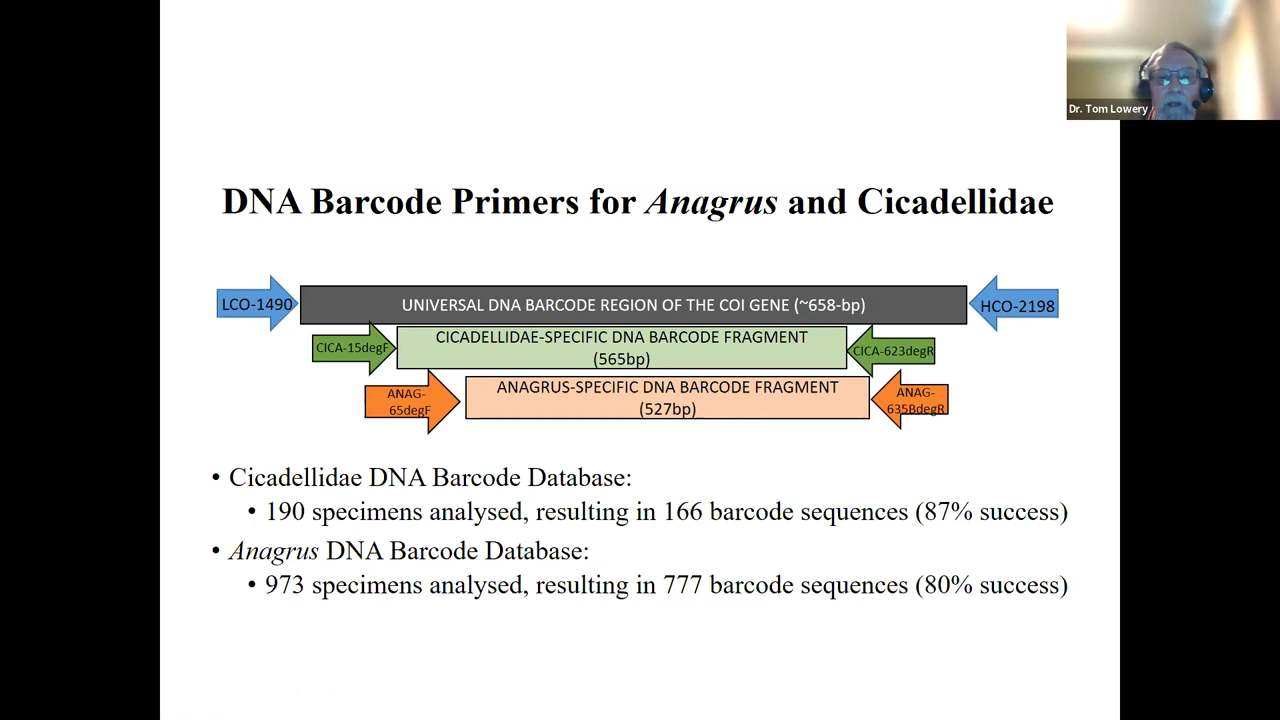 Dr. Tom Lowery
DNA Barcode Primers for Anagrus and Cicadellidae
LCO-1490
UNIVERSAL DNA BARCODE REGION OF THE COI GENE (~658-bp)
HCO-2198
CICA-15degF
CICADELLIDAE-SPECIFIC DNA BARCODE FRAGMENT
(565bp)
CICA-623degR
ANAG-
65degF
ANAGRUS-SPECIFIC DNA BARCODE FRAGMENT
(527bp)
ANAG-
635BdegR
• Cicadellidae DNA Barcode Database:
• 190 specimens analysed, resulting in 166 barcode sequences (87% success)
• Anagrus DNA Barcode Database:
• 973 specimens analysed, resulting in 777 barcode sequences (80% success)